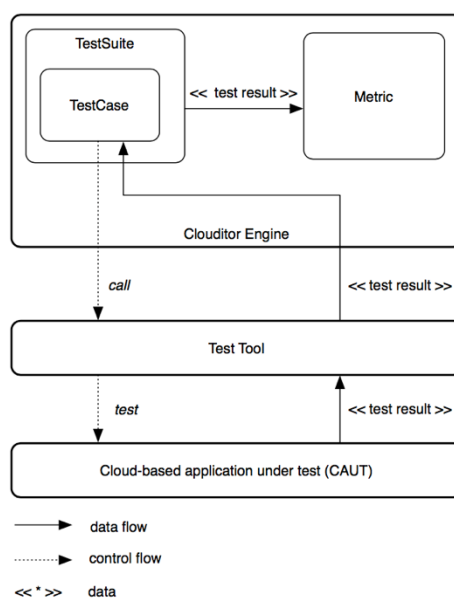 TestSuite
TestCase
<< test result >>
Metric
Clouditor Engine
call
<< test result >>
Test Tool
test
<< test result >>
Cloud-based application under test (CAUT)
data flow
control flow
<< * >> data